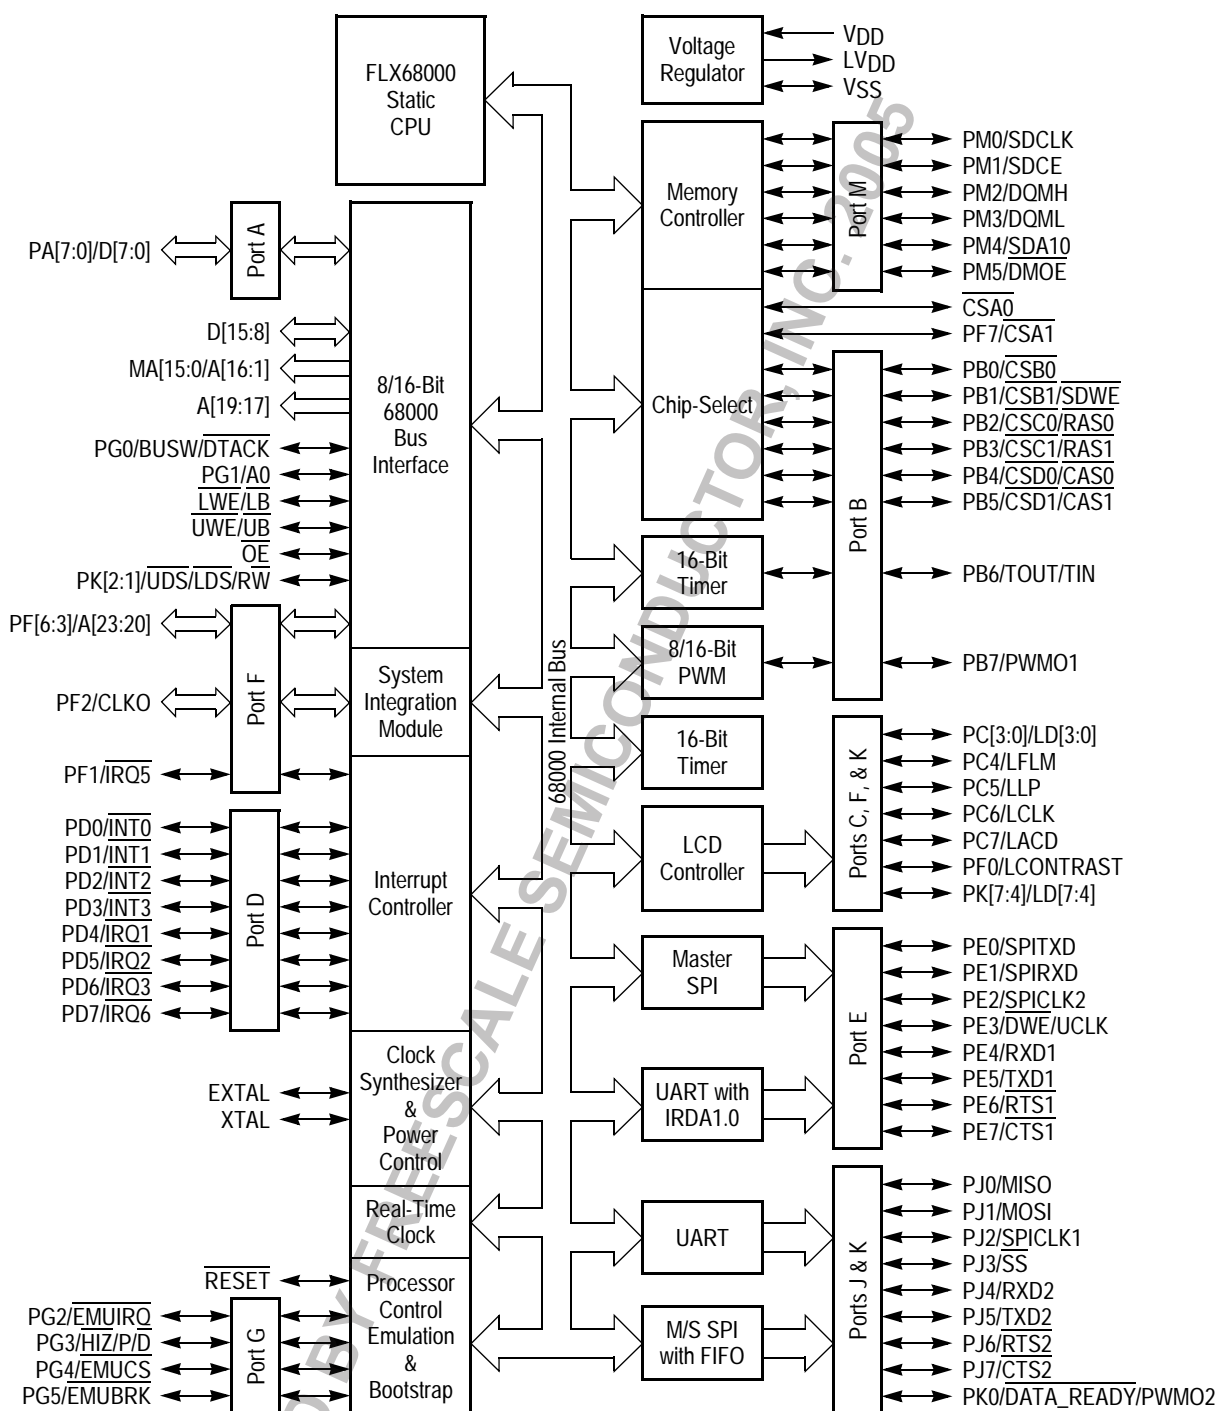 FLX68000
Static
CPU
Voltage
Regulator
VDD
LVDD
VSS
Memory
Controller
Port M
PM0/SDCLK
PM1/SDCE
PM2/DQMH
PM3/DQML
PM4/SDA10
PM5/DMOE
Chip-Select
CSA0
PF7/CSA1
Port B
PB0/CSB0
PB1/CSB1/SDWE
PB2/CSC0/RAS0
PB3/CSC1/RAS1
PB4/CSD0/CAS0
PB5/CSD1/CAS1
16-Bit
Timer
PB6/TOUT/TIN
8/16-Bit
PWM
PB7/PWMO1
16-Bit
Timer
LCD
Controller
Ports C, F, & K
PC[3:0]/LD[3:0]
PC4/LFLM
PC5/LLP
PC6/LCLK
PC7/LACD
PF0/LCONTRAST
PK[7:4]/LD[7:4]
Master
SPI
UART with
IRDA1.0
Port E
PE0/SPITXD
PE1/SPIRXD
PE2/SPICLK2
PE3/DWE/UCLK
PE4/RXD1
PE5/TXD1
PE6/RTS1
PE7/CTS1
UART
M/S SPI
with FIFO
Ports J & K
PJ0/MISO
PJ1/MOSI
PJ2/SPICLK1
PJ3/SS
PJ4/RXD2
PJ5/TXD2
PJ6/RTS2
PJ7/CTS2
PK0/DATA_READY/PWMO2
68000 Internal Bus
PA[7:0]/D[7:0]
Port A
D[15:8]
MA[15:0/A[16:1]
A[19:17]
PG0/BUSW/DTACK
PG1/A0
LWE/LB
UWE/UB
OE
PK[2:1]/UDS/LDS/RW
8/16-Bit
68000
Bus
Interface
PF[6:3]/A[23:20]
PF2/CLKO
PF1/IRQ5
Port F
System
Integration
Module
PD0/INT0
PD1/INT1
PD2/INT2
PD3/INT3
PD4/IRQ1
PD5/IRQ2
PD6/IRQ3
PD7/IRQ6
Port D
Interrupt
Controller
EXTAL
XTAL
Clock
Synthesizer
&
Power
Control
Real-Time
Clock
RESET
PG2/EMUIRQ
PG3/HIZ/P/D
PG4/EMUCS
PG5/EMUBRK
Port G
Processor
Control
Emulation
&
Bootstrap
D BY FREESCALE SEMICONDUCTOR, INC. 2005